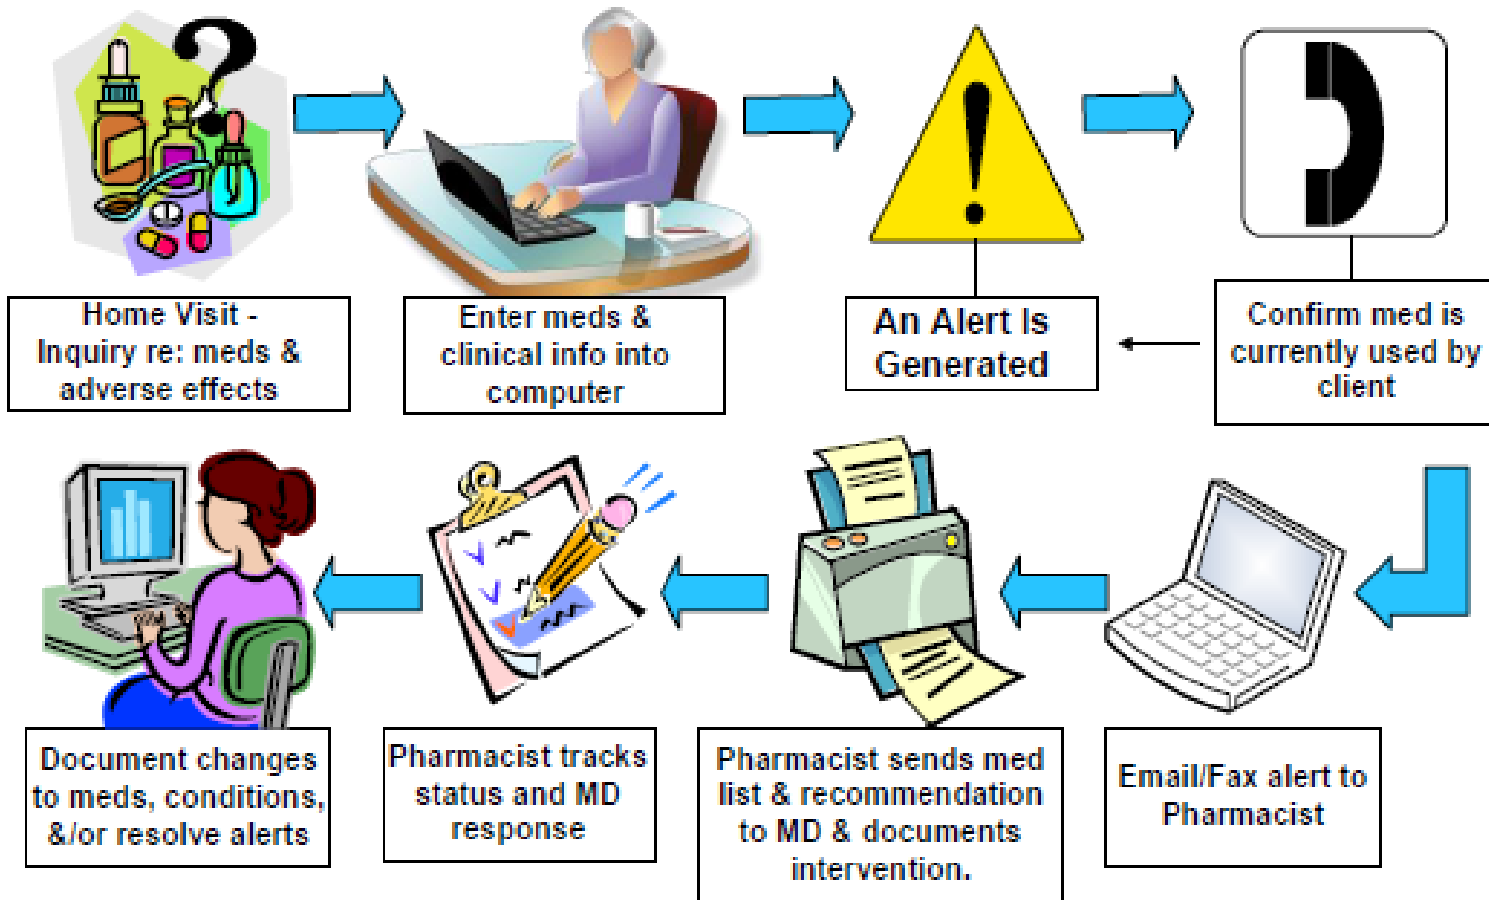 Home Visit -
Inquiry re: meds &
adverse effects
Enter meds &
clinical info into
computer
An Alert Is
Generated
Confirm med is
currently used by
client
Document changes
to meds, conditions,
&/or resolve alerts
Pharmacist tracks
status and MD
response
Pharmacist sends med
list & recommendation
to MD & documents
intervention.
Email/Fax alert to
Pharmacist